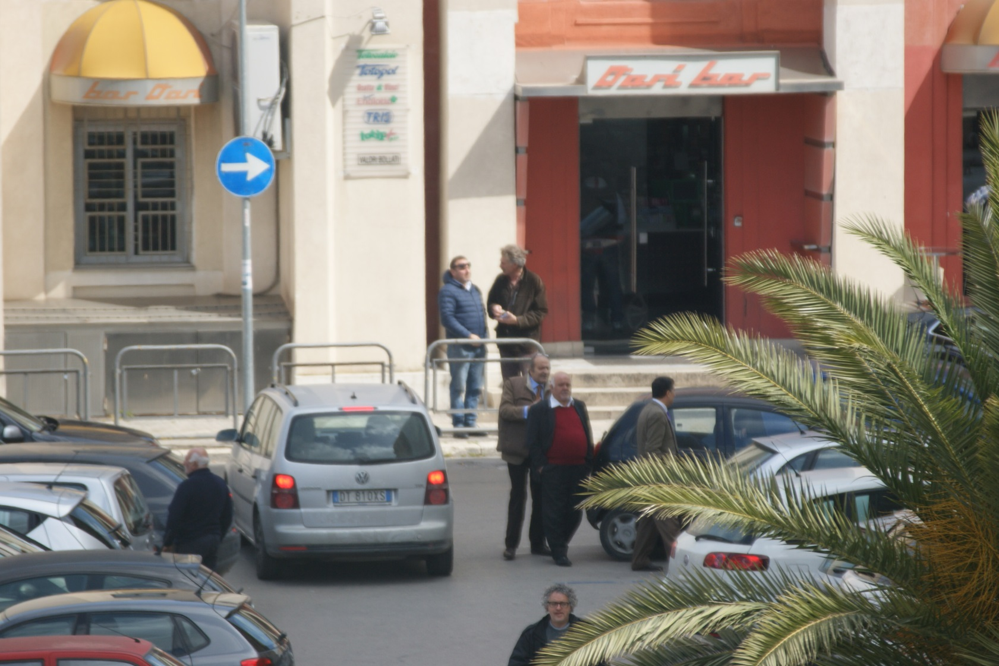 bar Dari
Totocalcio
Totogol
TRIS
VALORI BOLLATI
Dari bar
DT 810XS